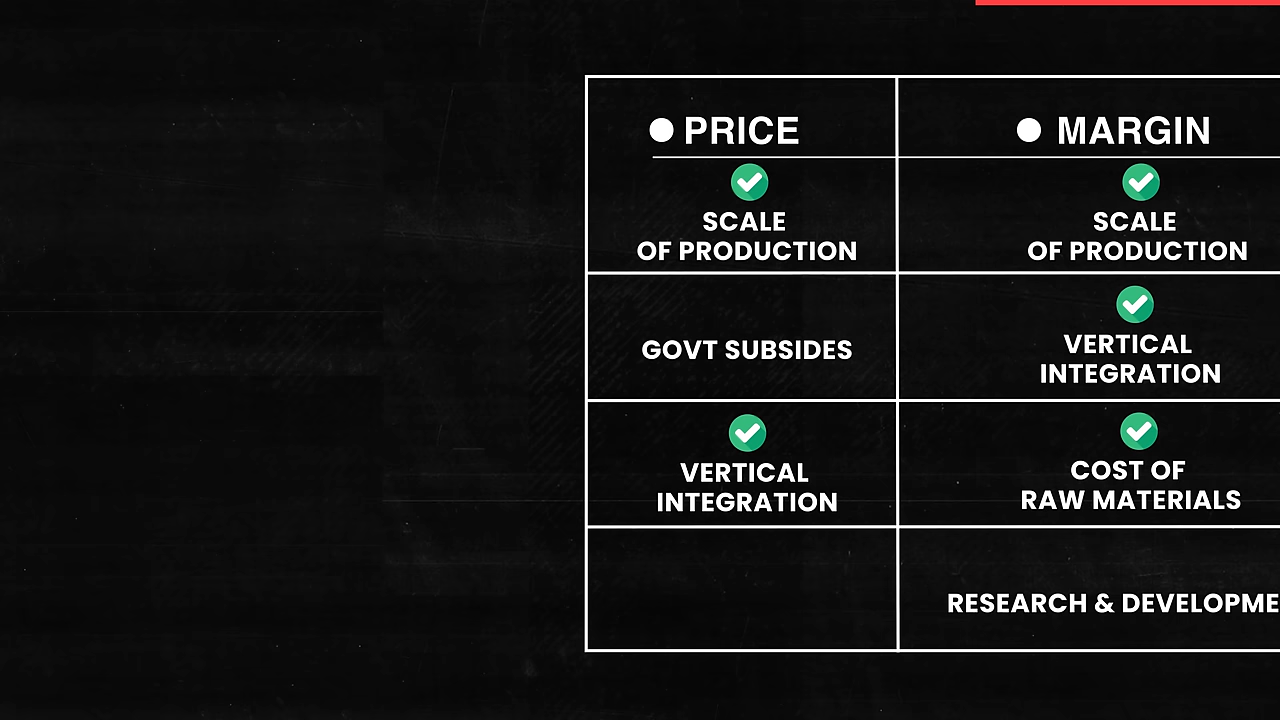 PRICE
MARGIN
SCALE
OF PRODUCTION
SCALE
OF PRODUCTION
GOVT SUBSIDES
VERTICAL
INTEGRATION
VERTICAL
INTEGRATION
COST OF
RAW MATERIALS
RESEARCH & DEVELOPME